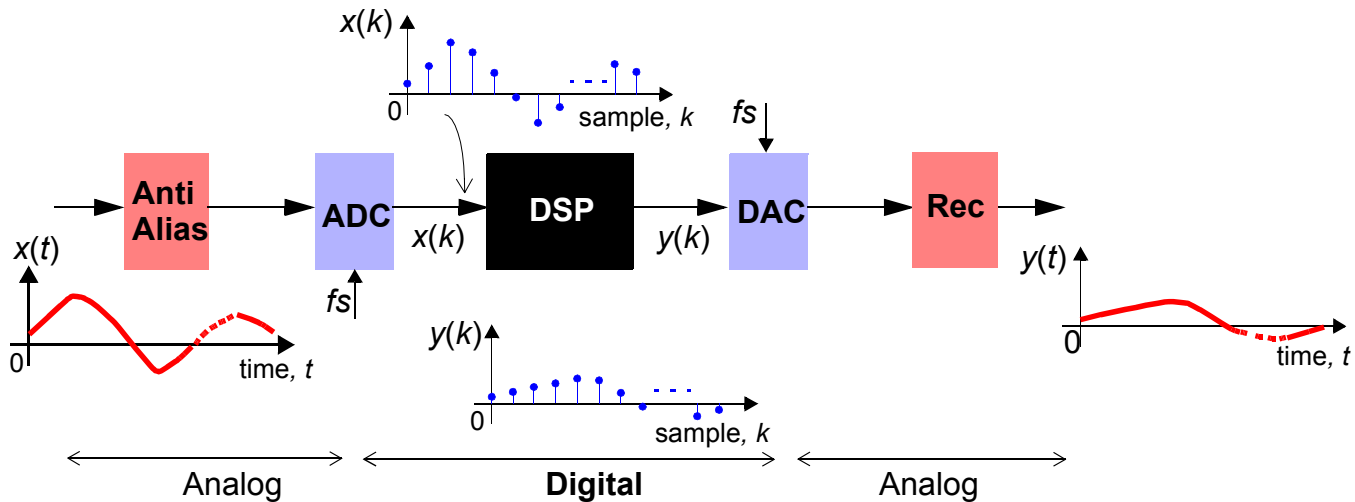 x(k)
0
sample, k
fs
fs
Anti
Alias
ADC
x(k)
DSP
y(k)
DAC
Rec
x(t)
0
time, t
y(t)
0
time, t
y(k)
0
sample, k
Analog
Digital
Analog